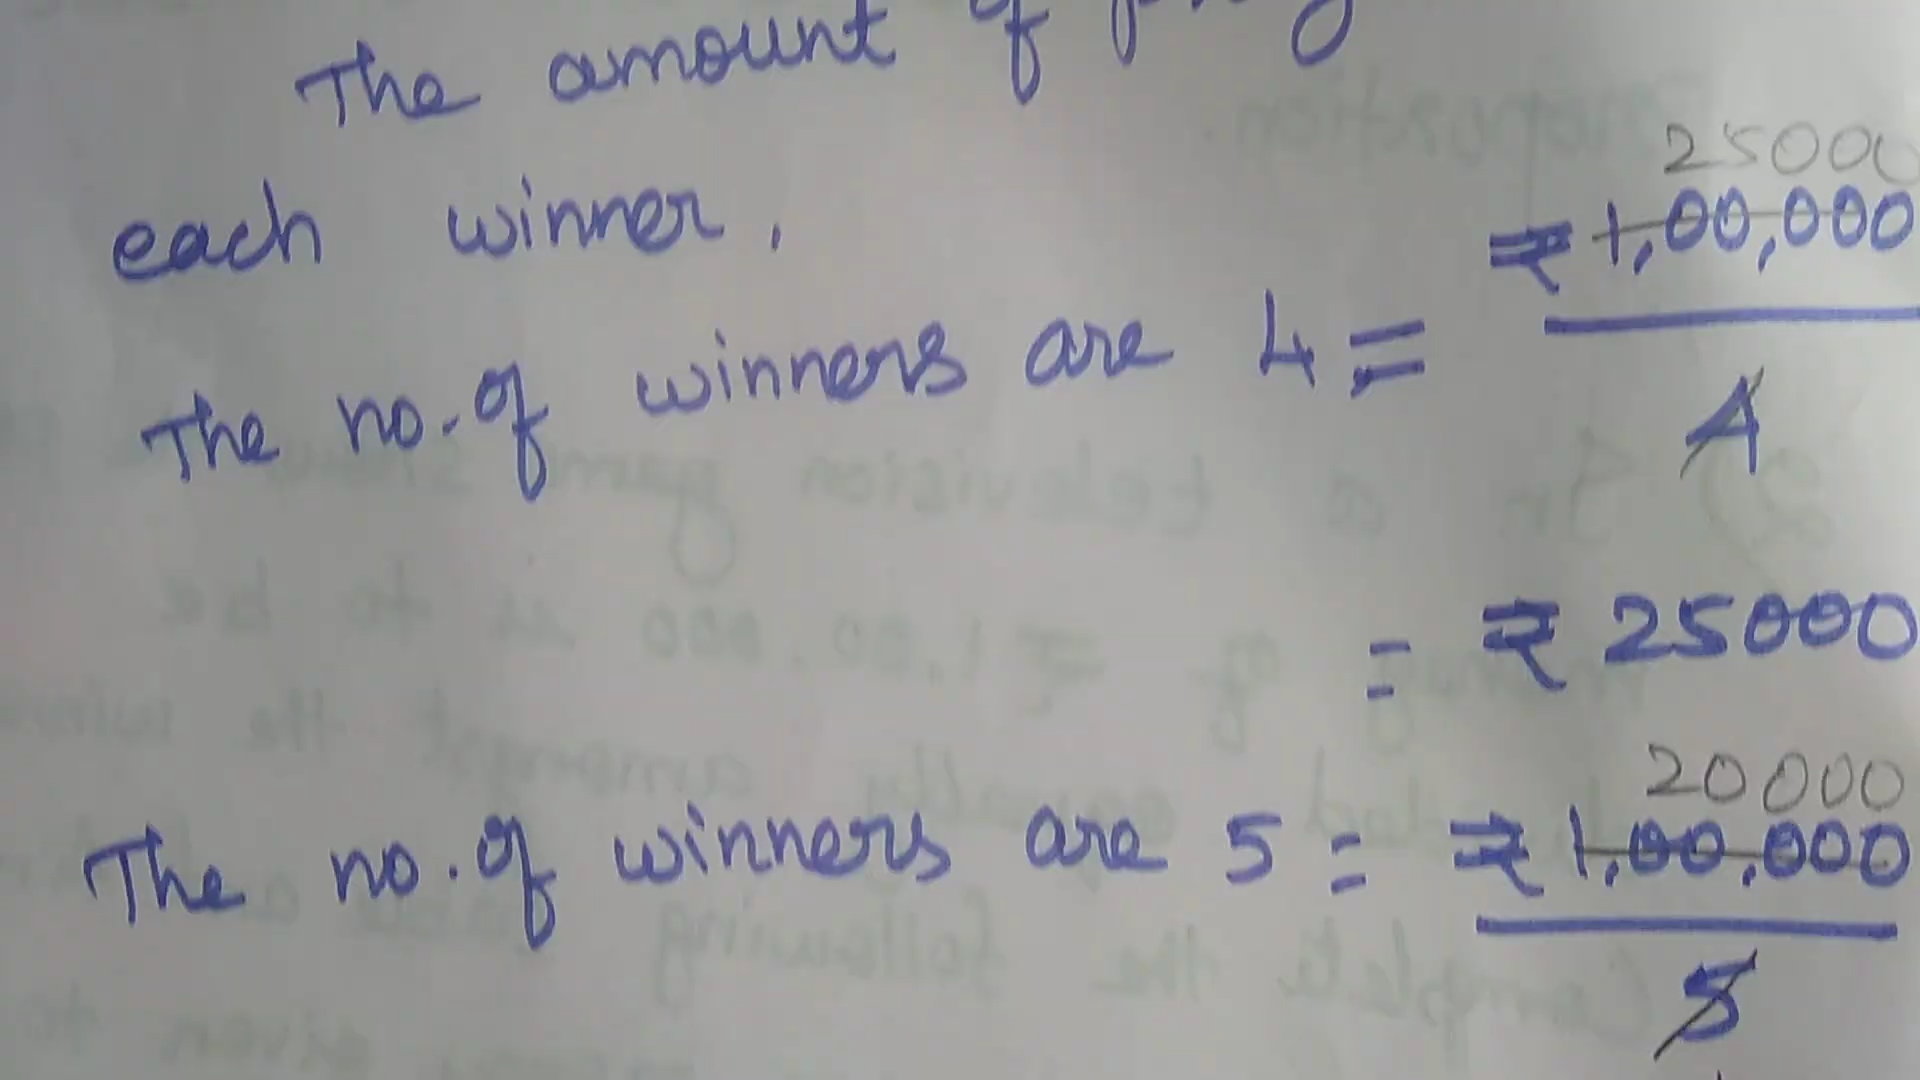 The amount of
each winner.
25000
The no. of winners are 4 = ₹ 1,00,000
4
= ₹ 25000
20000
The no. of winners are 5 = ₹ 1,00,000
5